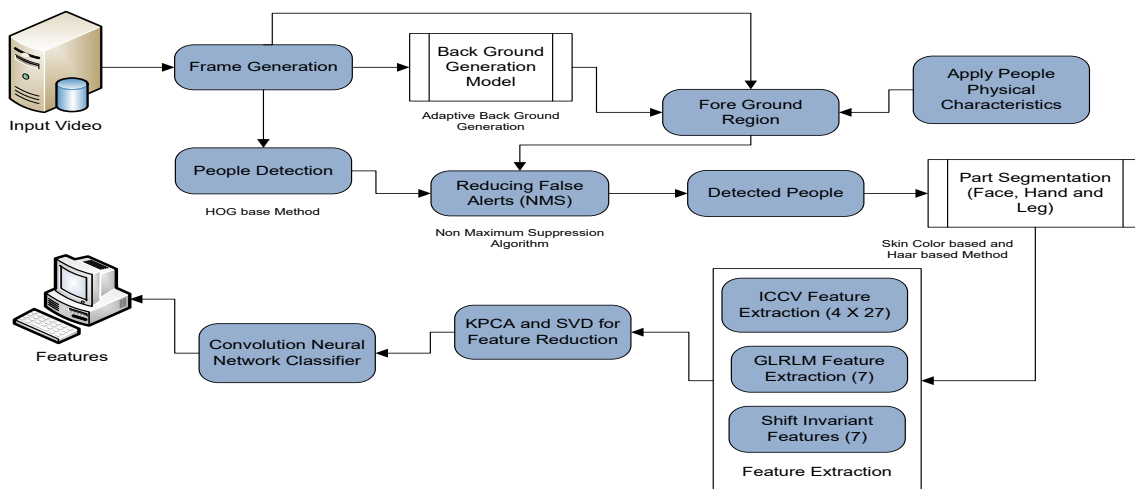 Input Video
Frame Generation
Back Ground
Generation
Model
Adaptive Back Ground
Generation
Fore Ground
Region
Apply People
Physical
Characteristics
People Detection
HOG base Method
Reducing False
Alerts (NMS)
Non Maximum Suppression
Algorithm
Detected People
Part Segmentation
(Face, Hand and
Leg)
Skin Color based and
Haar based Method
ICCV Feature
Extraction (4 X 27)
GLRLM Feature
Extraction (7)
Shift Invariant
Features (7)
Feature Extraction
KPCA and SVD for
Feature Reduction
Convolution Neural
Network Classifier
Features